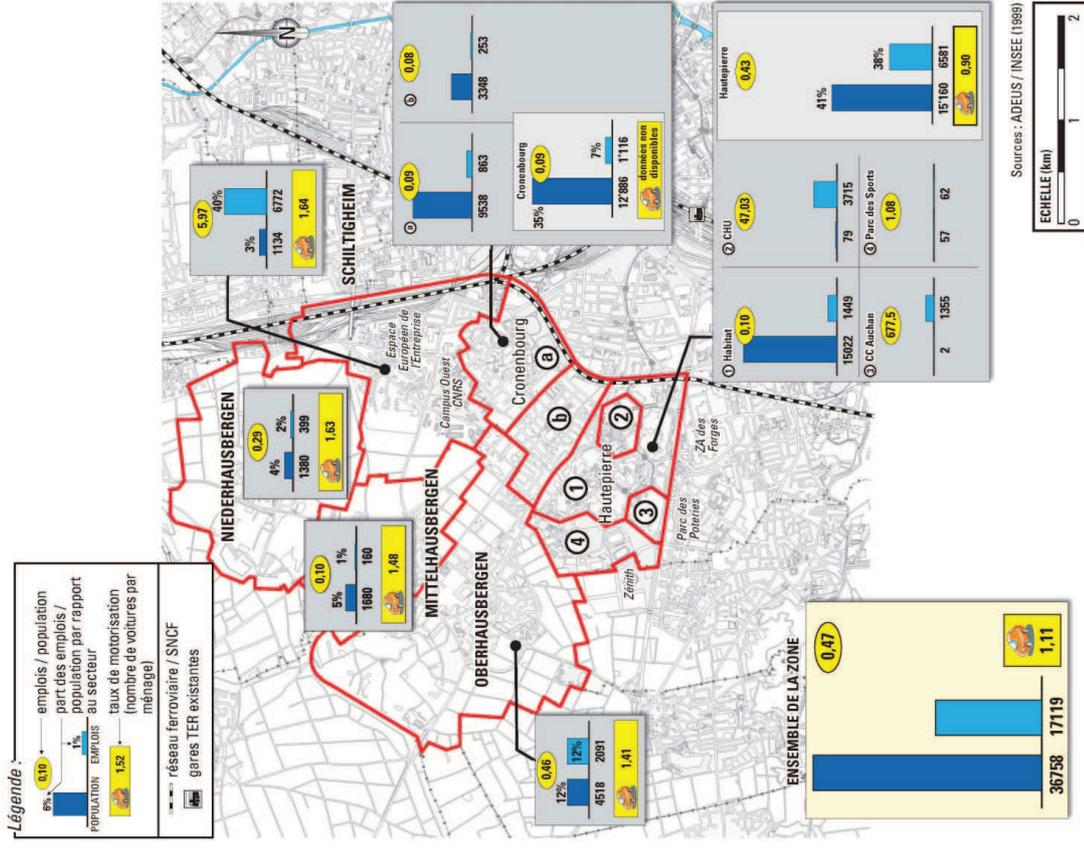 Légende :
6%
0,10
emplois / population
part des emplois /
population par rapport
au secteur
1%
POPULATION EMPLOIS
1,52
taux de motorisation
(nombre de voitures par
ménage)
réseau ferroviaire / SNCF
gares TER existantes
N
5,97
3% 40%
1134 6772
1,64
SCHILTIGHEIM
NIEDERHAUSBERGEN
0,29
4% 2%
1380 399
1,63
Espace
Européen de
l'Entreprise
0,10
5% 1%
1680 160
1,48
MITTELHAUSBERGEN
Campus Ouest
CNRS
OBERHAUSBERGEN
0,46
12% 12%
4518 2091
1,41
Cronenbourg
a
b
1
2
3
4
Hautepierre
Zénith
Parc des
Poteries
ZA des
Forges
a
0,09
9538 863
b
0,08
3348 253
Cronenbourg
35%
0,09
7%
12'886 1'116
données non
disponibles
1 Habitat
0,10
15022 1449
2 CHU
47,03
79 3715
3 CC Auchan
677,5
2 1355
4 Parc des Sports
1,08
57 62
Hautepierre
0,43
41% 38%
15'160 6581
0,90
ENSEMBLE DE LA ZONE
0,47
36758 17119
1,11
Sources : ADEUS / INSEE (1999)
ECHELLE (km)
0 1 2